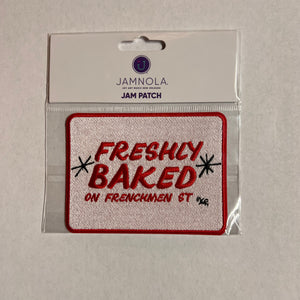 JAMNOLA.
JAM PATCH
FRESHLY
BAKED
ON FRENCHMEN ST